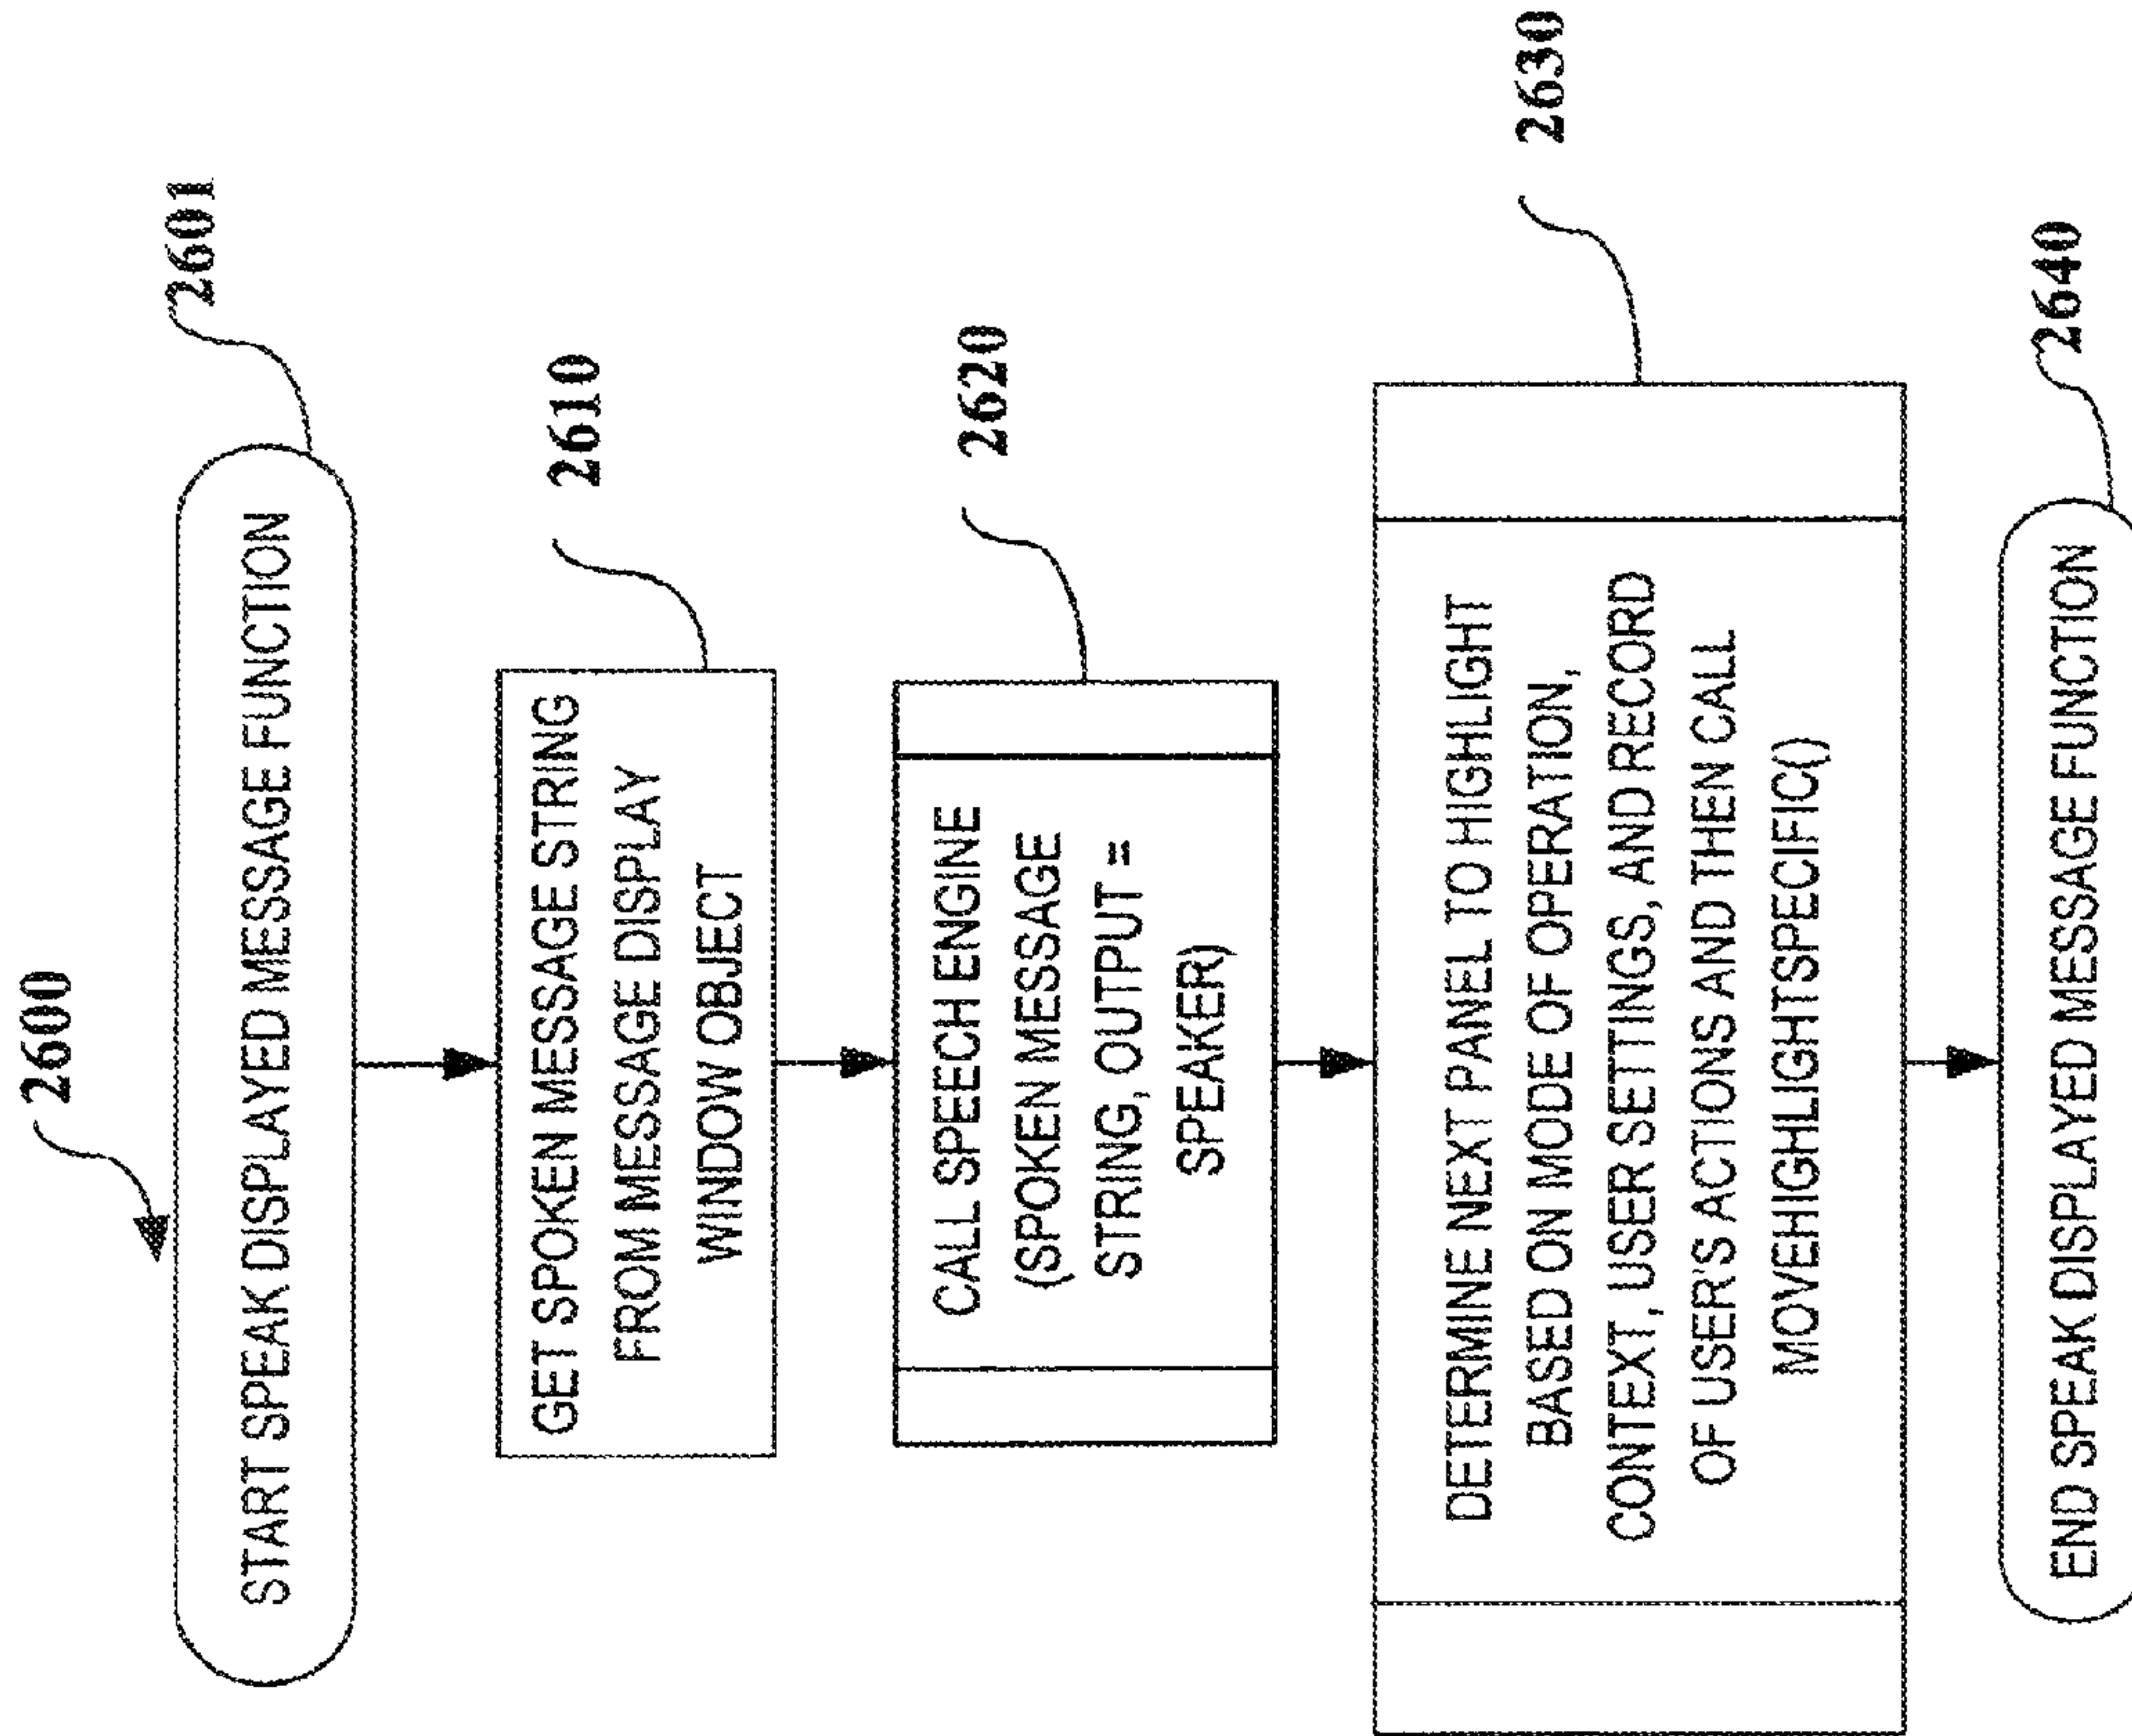 2600
START SPEAK DISPLAYED MESSAGE FUNCTION
2601
GET SPOKEN MESSAGE STRING
FROM MESSAGE DISPLAY
WINDOW OBJECT
2610
CALL SPEECH ENGINE
(SPOKEN MESSAGE
STRING, OUTPUT =
SPEAKER)
2620
DETERMINE NEXT PANEL TO HIGHLIGHT
BASED ON MODE OF OPERATION,
CONTEXT, USER SETTINGS, AND RECORD
OF USER'S ACTIONS AND THEN CALL
MOVEHIGHLIGHTSPECIFIC()
2630
END SPEAK DISPLAYED MESSAGE FUNCTION
2640